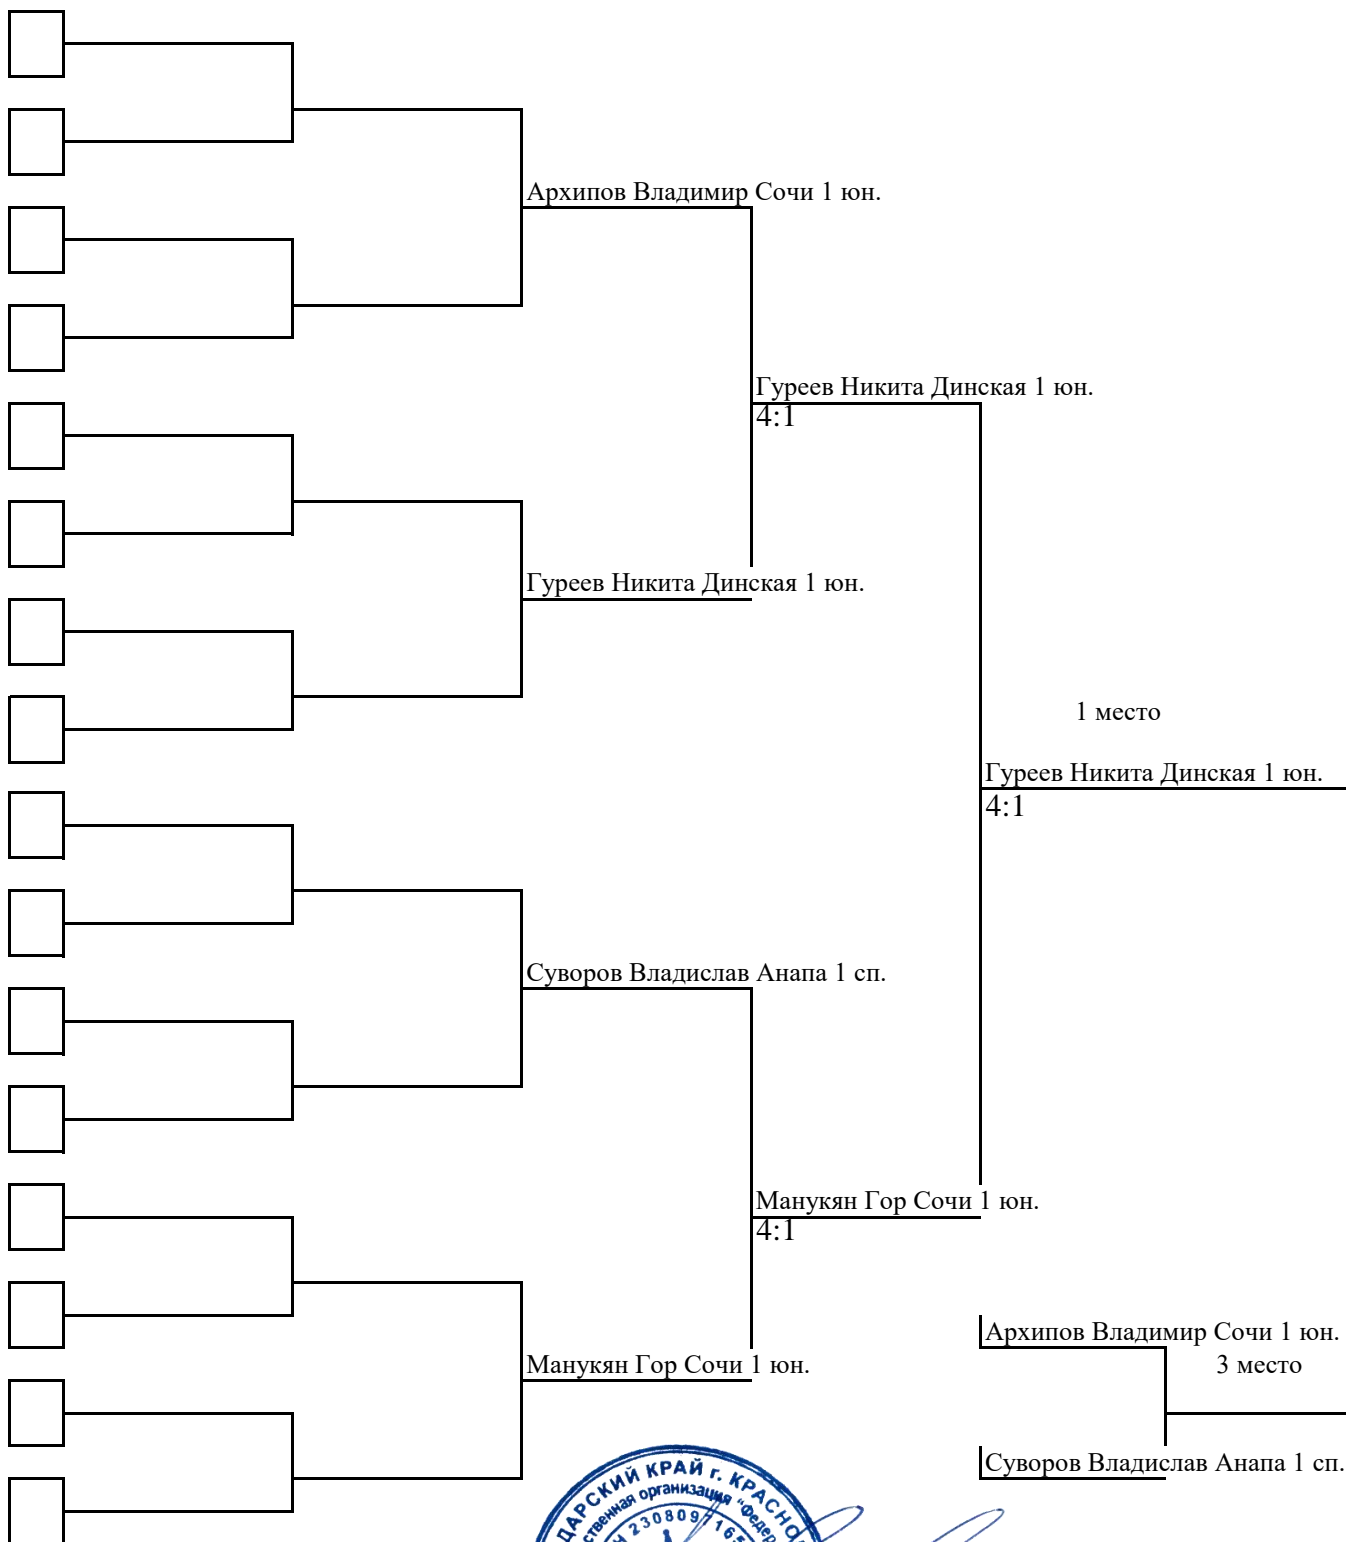 Архипов Владимир Сочи 1 юн.
Гуреев Никита Динская 1 юн.
4:1
Гуреев Никита Динская 1 юн.
1 место
Гуреев Никита Динская 1 юн.
4:1
Суворов Владислав Анапа 1 сп.
Манукян Гор Сочи 1 юн.
4:1
Архипов Владимир Сочи 1 юн.
3 место
Манукян Гор Сочи 1 юн.
Суворов Владислав Анапа 1 сп.
КРАЙ г.
организация